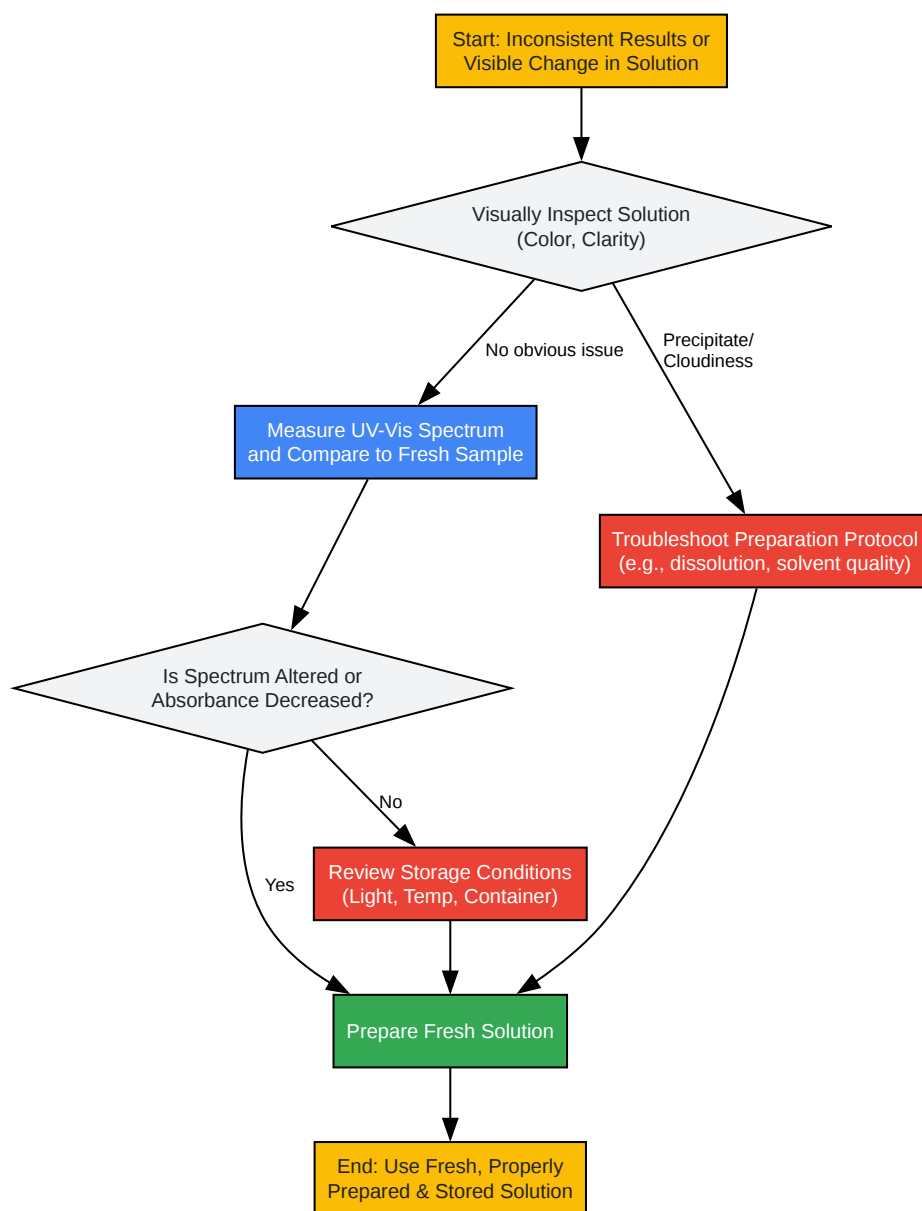 Start: Inconsistent Results or
Visible Change in Solution
Visually Inspect Solution
(Color, Clarity)
No obvious issue
Precipitate/
Cloudiness
Measure UV-Vis Spectrum
and Compare to Fresh Sample
Troubleshoot Preparation Protocol
(e.g., dissolution, solvent quality)
Is Spectrum Altered or
Absorbance Decreased?
No
Yes
Review Storage Conditions
(Light, Temp, Container)
Prepare Fresh Solution
End: Use Fresh, Properly
Prepared & Stored Solution